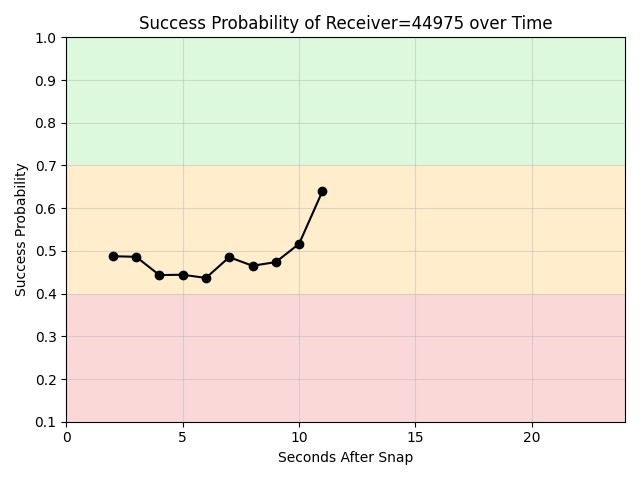 Success Probability of Receiver=44975 over Time
1.0
0.9
0.8
0.7
0.6
0.5
0.4
0.3
0.2
0.1
Success Probability
0 5 10 15 20
Seconds After Snap